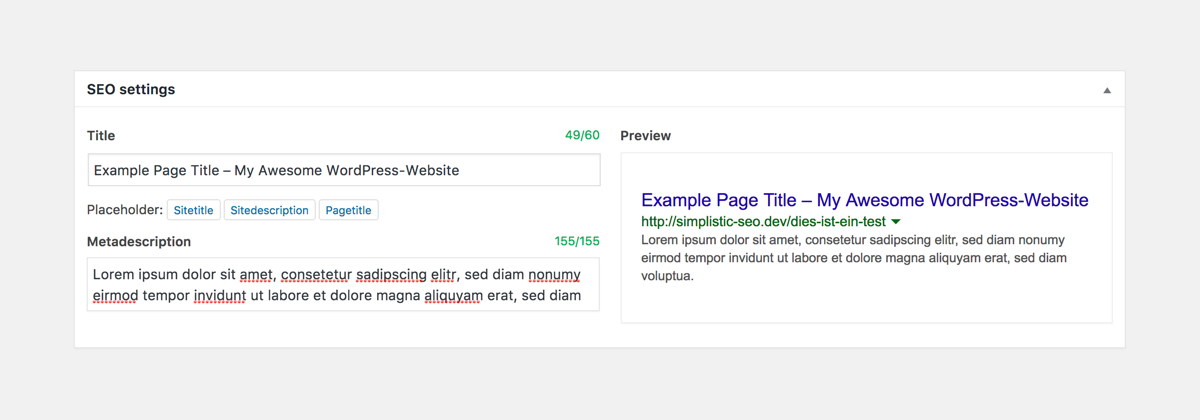 SEO settings
Title 49/60
Example Page Title – My Awesome WordPress-Website
Placeholder: Sitetitle Sitedescription Pagetitle
Metadescription 155/155
Lorem ipsum dolor sit amet, consetetur sadipscing elitr, sed diam nonumy
eirmod tempor invidunt ut labore et dolore magna aliquyam erat, sed diam
Preview
Example Page Title – My Awesome WordPress-Website
http://simplistic-seo.dev/dies-ist-ein-test
Lorem ipsum dolor sit amet, consetetur sadipscing elitr, sed diam nonumy
eirmod tempor invidunt ut labore et dolore magna aliquyam erat, sed diam
voluptua.